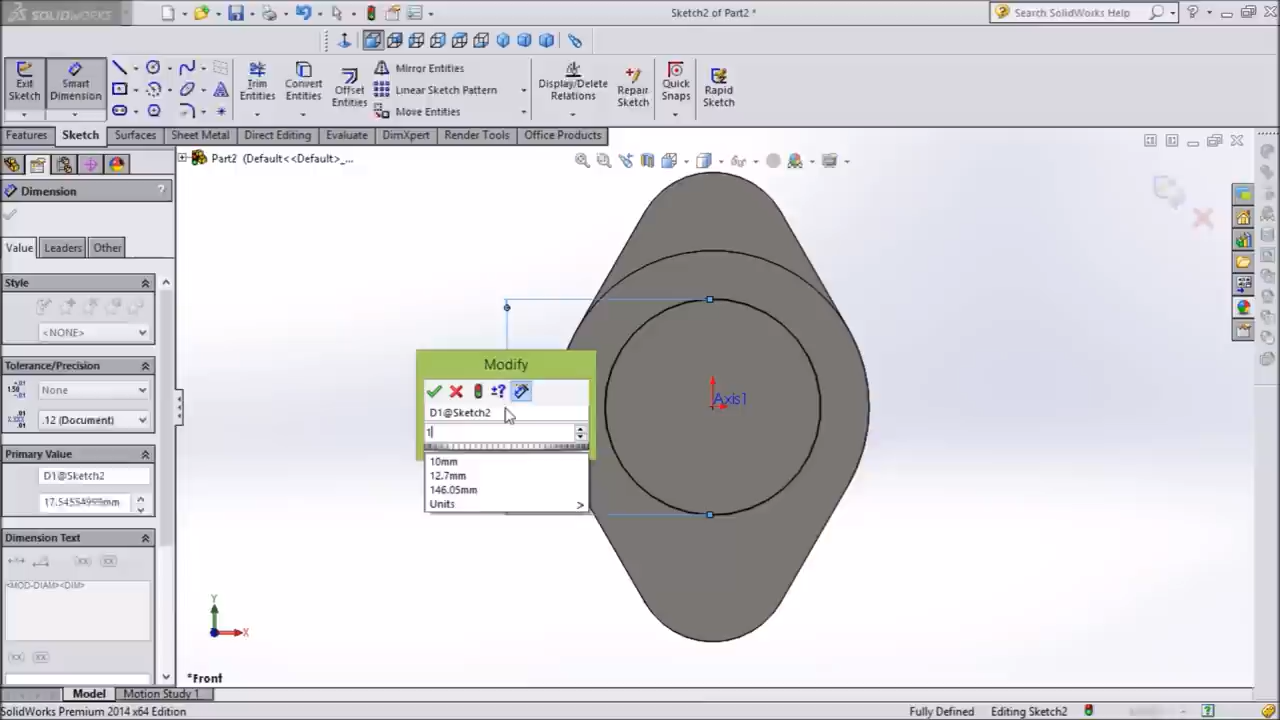 SOLIDWORKS
Sketch2 of Part2 *
Search SolidWorks Help
Exit Sketch
Smart Dimension
Trim Entities
Convert Entities
Offset Entities
Mirror Entities
Linear Sketch Pattern
Move Entities
Display/Delete Relations
Repair Sketch
Quick Snaps
Rapid Sketch
Features
Sketch
Surfaces
Sheet Metal
Direct Editing
Evaluate
DimXpert
Render Tools
Office Products
Part2 (Default<<Default>_...
Dimension
?
Value
Leaders
Other
Style
<NONE>
Tolerance/Precision
None
.12 (Document)
Primary Value
D1@Sketch2
Dimension Text
<MOD-DIAM><DIM>
Modify
±?
D1@Sketch2
1
10mm
12.7mm
146.05mm
Units >
Axis1
Y
X
*Front
Model
Motion Study 1
SolidWorks Premium 2014 x64 Edition
Fully Defined
Editing Sketch2